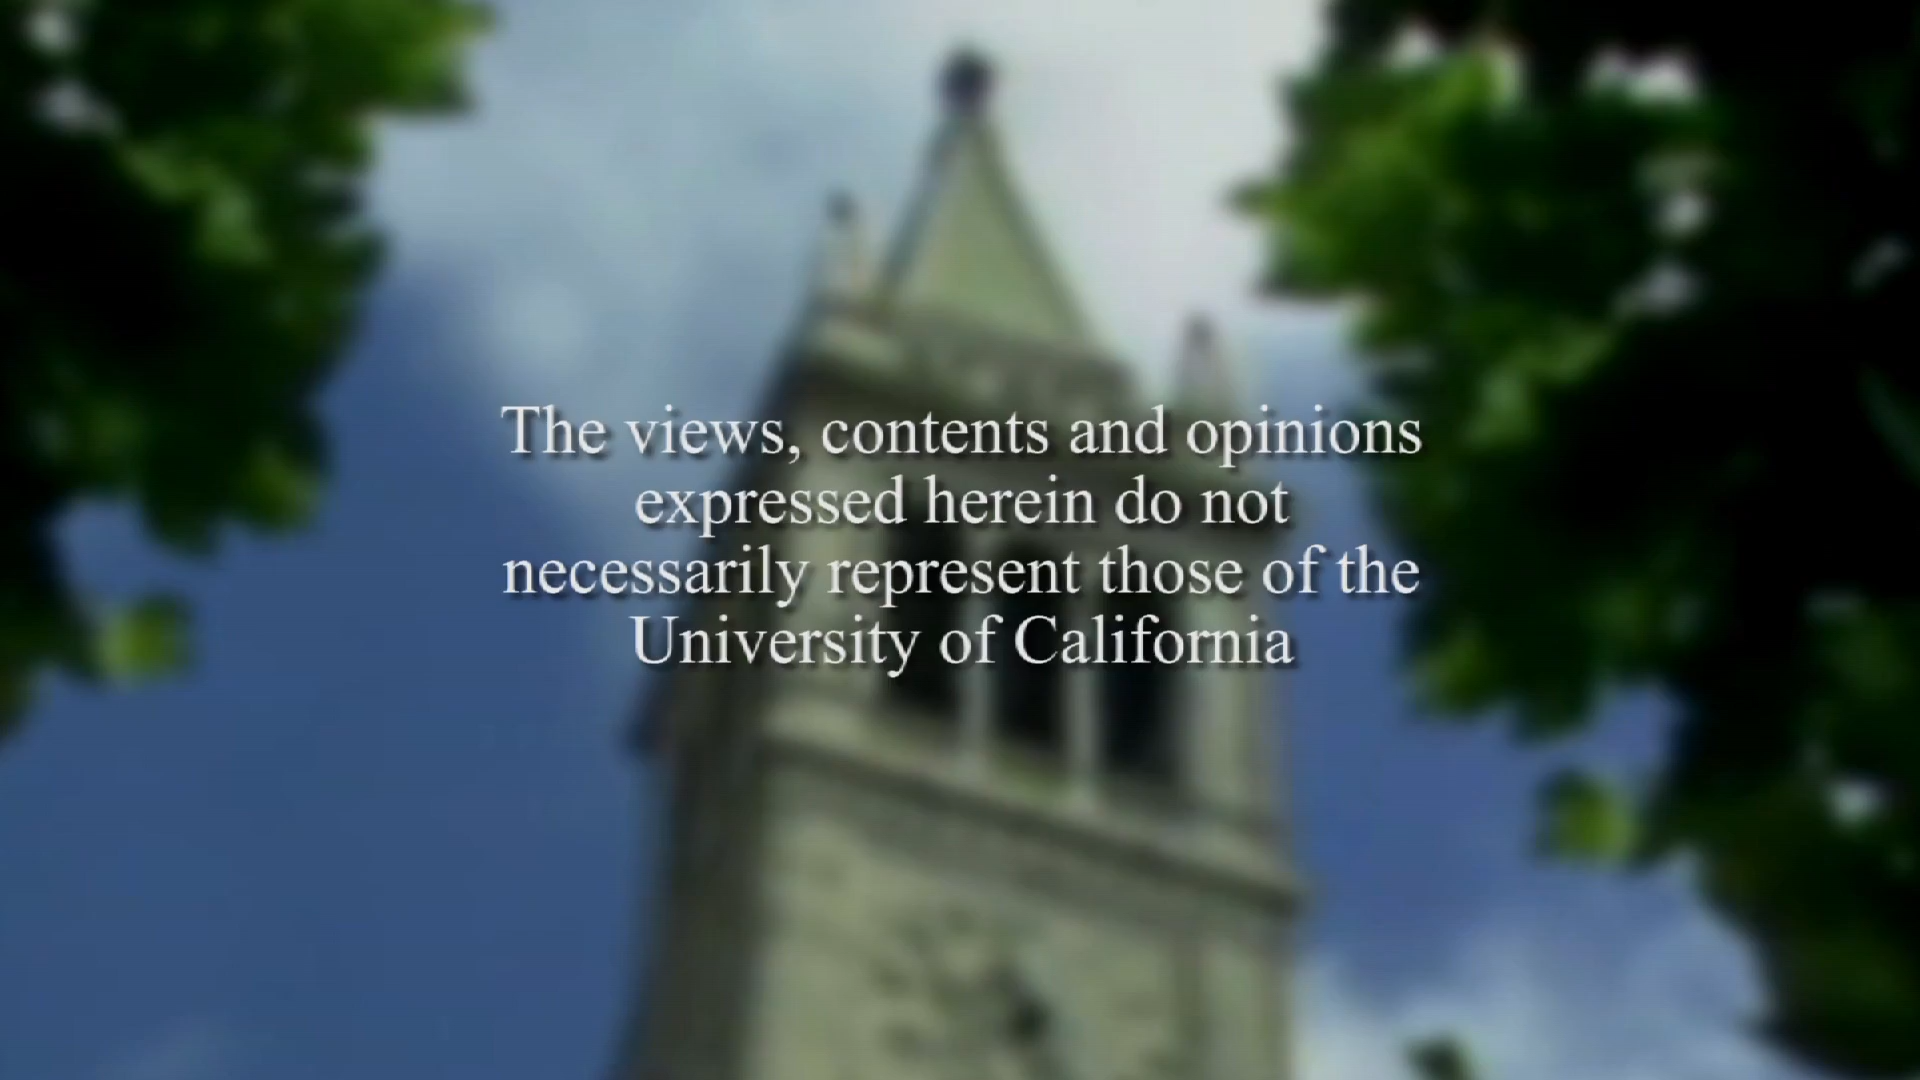 The views, contents and opinions
expressed herein do not
necessarily represent those of the
University of California